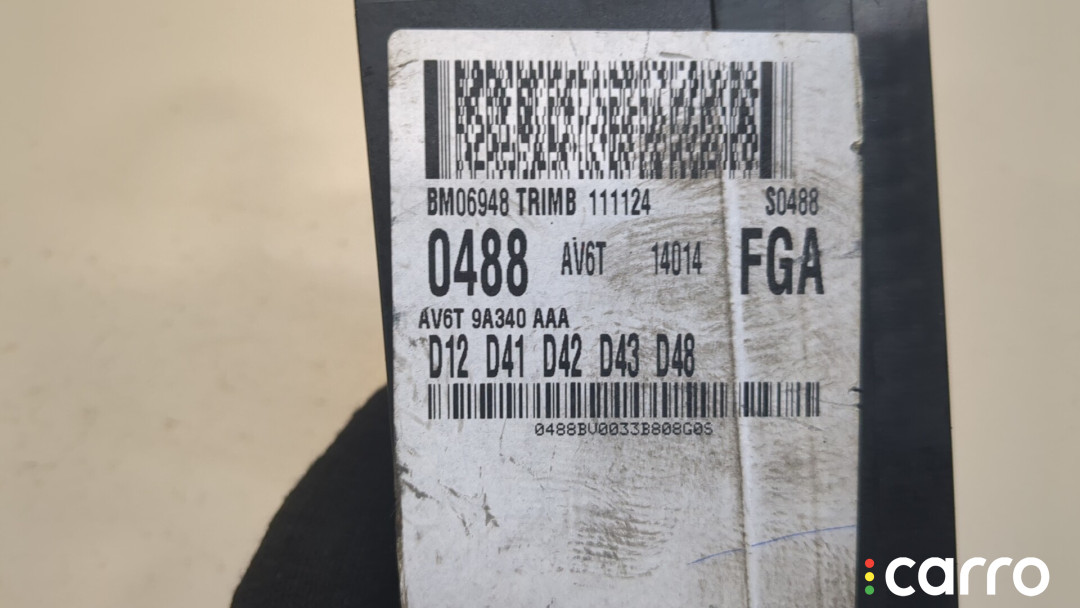 BM06948 TRIMB 111124 S0488
0488 AV6T 14014 FGA
AV6T 9A340 AAA
D12 D41 D42 D43 D48
0488BV0033B808G0S
carro